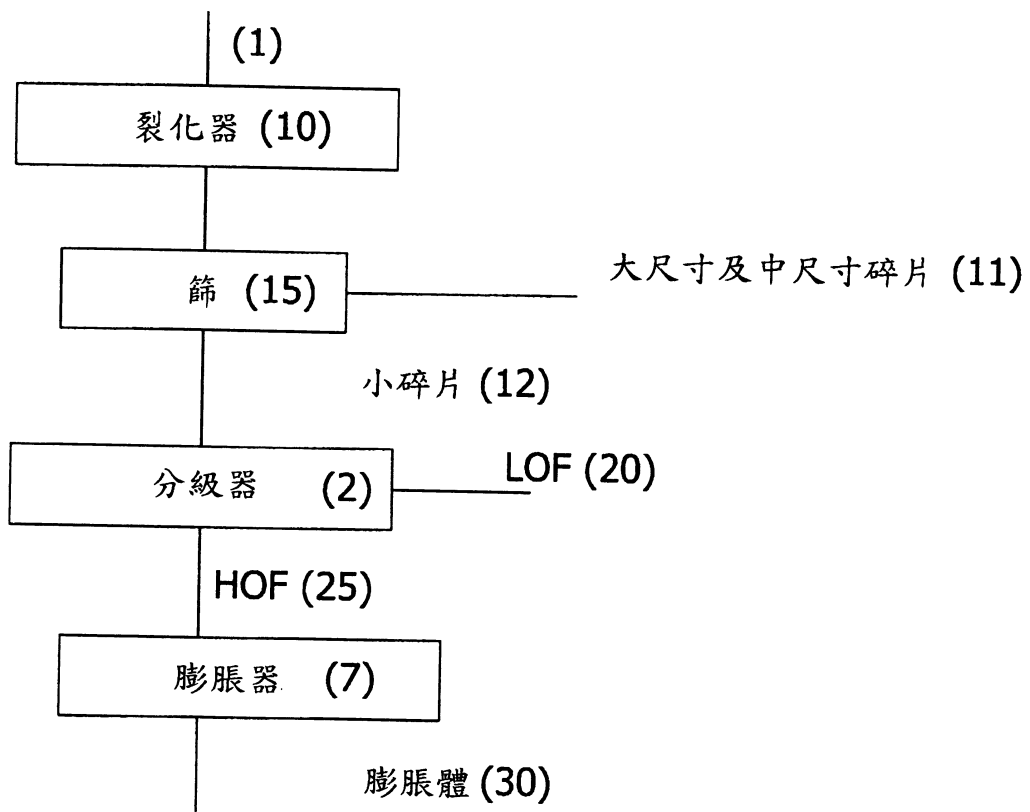 (1)
裂化器 (10)
篩 (15)
大尺寸及中尺寸碎片 (11)
小碎片 (12)
分級器 (2)
LOF (20)
HOF (25)
膨脹器 (7)
膨脹體 (30)